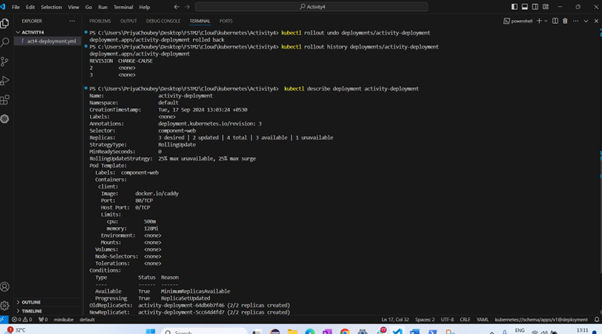 File Edit Selection View Go Run Terminal Help
Activity4
EXPLORER
PROBLEMS OUTPUT DEBUG CONSOLE TERMINAL PORTS
powershell
ACTIVITY4
act4-deployment.yml
PS C:\Users\PriyaChoubey\Desktop\FSTM2\Cloud\kubernetes\Activity4> kubectl rollout undo deployments/activity-deployment
deployment.apps/activity-deployment rolled back
PS C:\Users\PriyaChoubey\Desktop\FSTM2\Cloud\kubernetes\Activity4> kubectl rollout history deployments/activity-deployment
deployment.apps/activity-deployment
REVISION CHANGE-CAUSE
2 <none>
3 <none>
PS C:\Users\PriyaChoubey\Desktop\FSTM2\Cloud\kubernetes\Activity4> kubectl describe deployment activity-deployment
Name: activity-deployment
Namespace: default
CreationTimestamp: Tue, 17 Sep 2024 13:03:24 +0530
Labels: <none>
Annotations: deployment.kubernetes.io/revision: 3
Selector: component=web
Replicas: 3 desired | 2 updated | 4 total | 3 available | 1 unavailable
StrategyType: RollingUpdate
MinReadySeconds: 0
RollingUpdateStrategy: 25% max unavailable, 25% max surge
Pod Template:
Labels: component=web
Containers:
client:
Image: docker.io/caddy
Port: 80/TCP
Host Port: 0/TCP
Limits:
cpu: 500m
memory: 128Mi
Environment: <none>
Mounts: <none>
Volumes: <none>
Node-Selectors: <none>
Tolerations: <none>
Conditions:
Type Status Reason
---- ------ ------
Available True MinimumReplicasAvailable
Progressing True ReplicaSetUpdated
OldReplicaSets: activity-deployment-64db6b7f46 (2/2 replicas created)
NewReplicaSet: activity-deployment-5cc64d4fd7 (2/2 replicas created)
OUTLINE
TIMELINE
0 0 0 minikube default
Ln 17, Col 32 Spaces: 2 UTF-8 CRLF YAML kubernetes://schema/apps/v1@deployment
32°C
Search
ENG
13:11